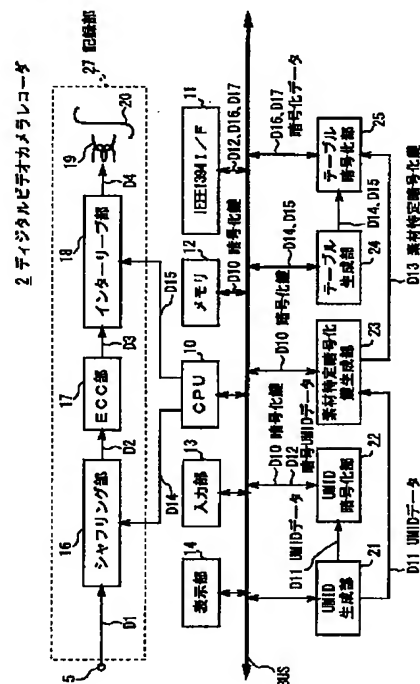 2 ディジタルビデオカメラレコーダ
27 記録部
5
D1
16
シャフリング部
D2
17
ECC部
D3
18
インターリーブ部
D4
19
20
D14
D15
14
表示部
13
入力部
10
CPU
12
メモリ
11
IEEE1394I/F
D10 暗号化鍵
D12、D16、D17
BUS
D11 UMIDデータ
D10 暗号化鍵
D12 暗号UMIDデータ
D10 暗号化鍵
D14、D15
D16、D17 暗号化データ
21
UMID生成部
22
UMID暗号化部
23
素材特定暗号化鍵生成部
24
テーブル生成部
D14、D15
25
テーブル暗号化部
D11 UMIDデータ
D13 素材特定暗号化鍵